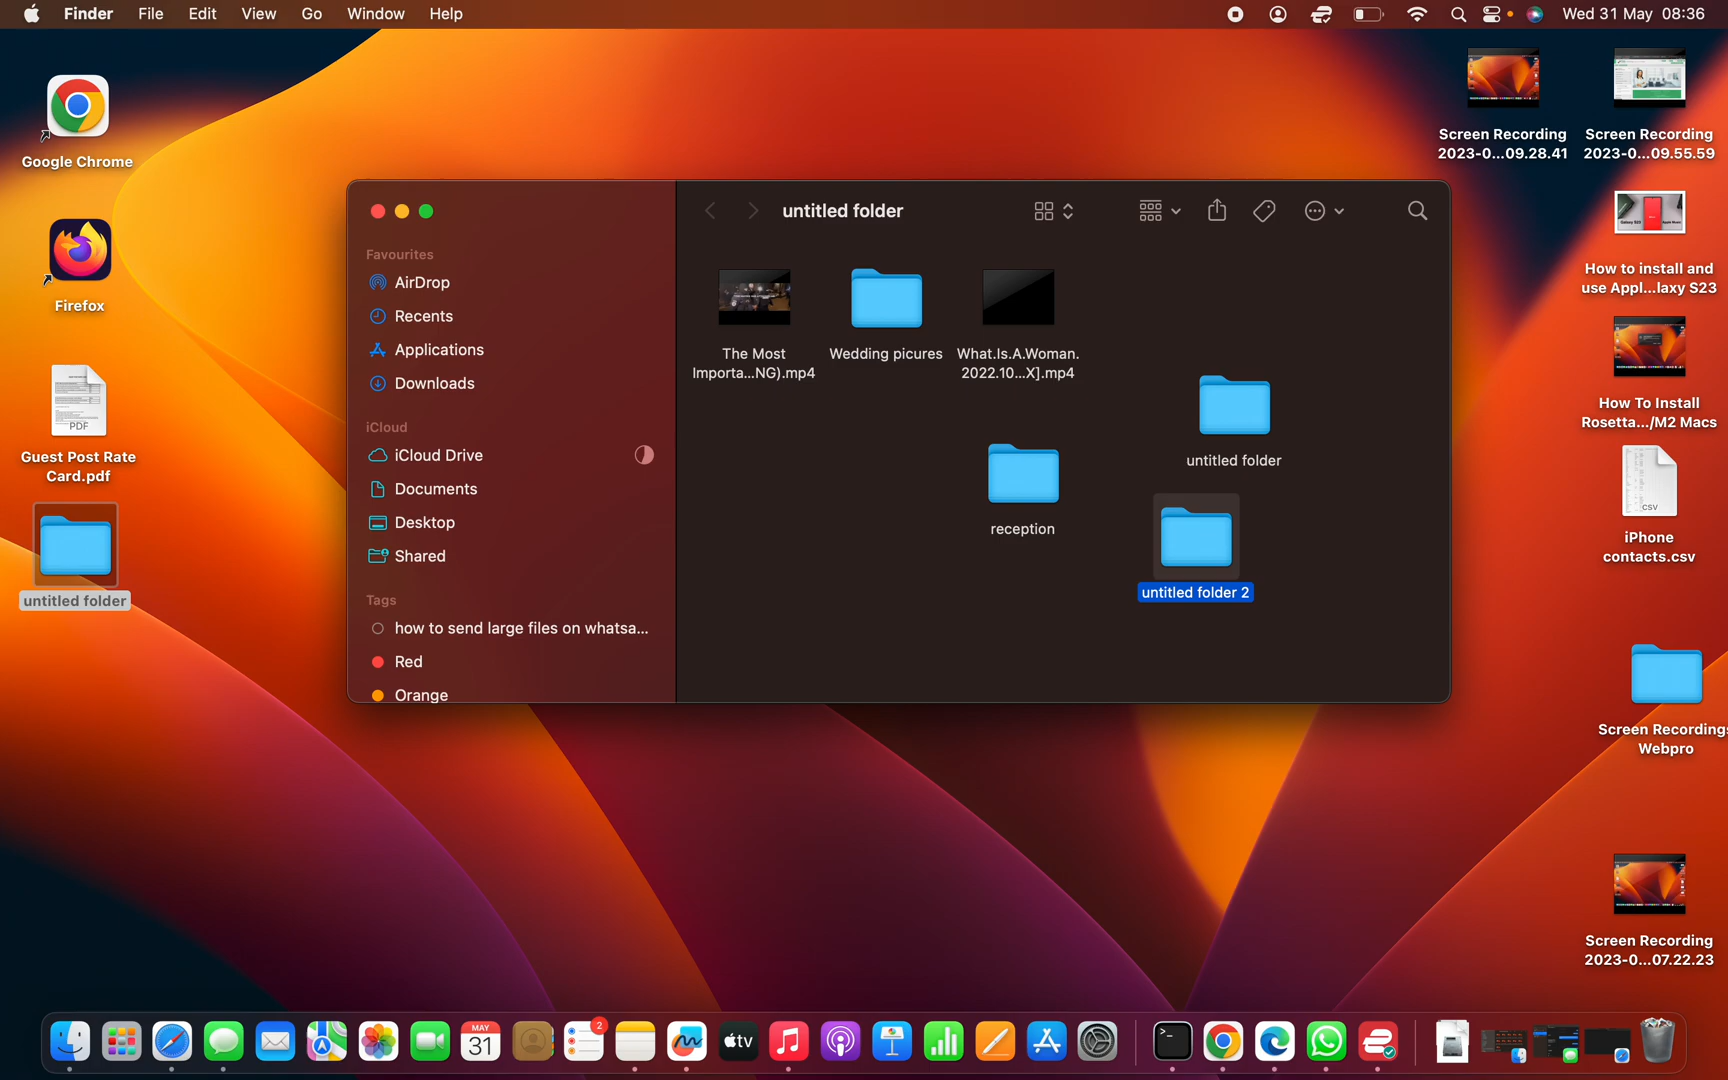 Finder File Edit View Go Window Help
Wed 31 May 08:36
Google Chrome
Firefox
PDF
Guest Post Rate
Card.pdf
untitled folder
untitled folder
Favourites
AirDrop
Recents
Applications
Downloads
iCloud
iCloud Drive
Documents
Desktop
Shared
Tags
how to send large files on whatsa...
Red
Orange
The Most
Importa...NG).mp4
Wedding picures
What.Is.A.Woman.
2022.10...X].mp4
untitled folder
reception
untitled folder 2
Screen Recording
2023-0...09.28.41
Screen Recording
2023-0...09.55.59
How to install and
use Appl...laxy S23
How To Install
Rosetta.../M2 Macs
CSV
iPhone
contacts.csv
Screen Recordings
Webpro
Screen Recording
2023-0...07.22.23
MAY
31
2
tv